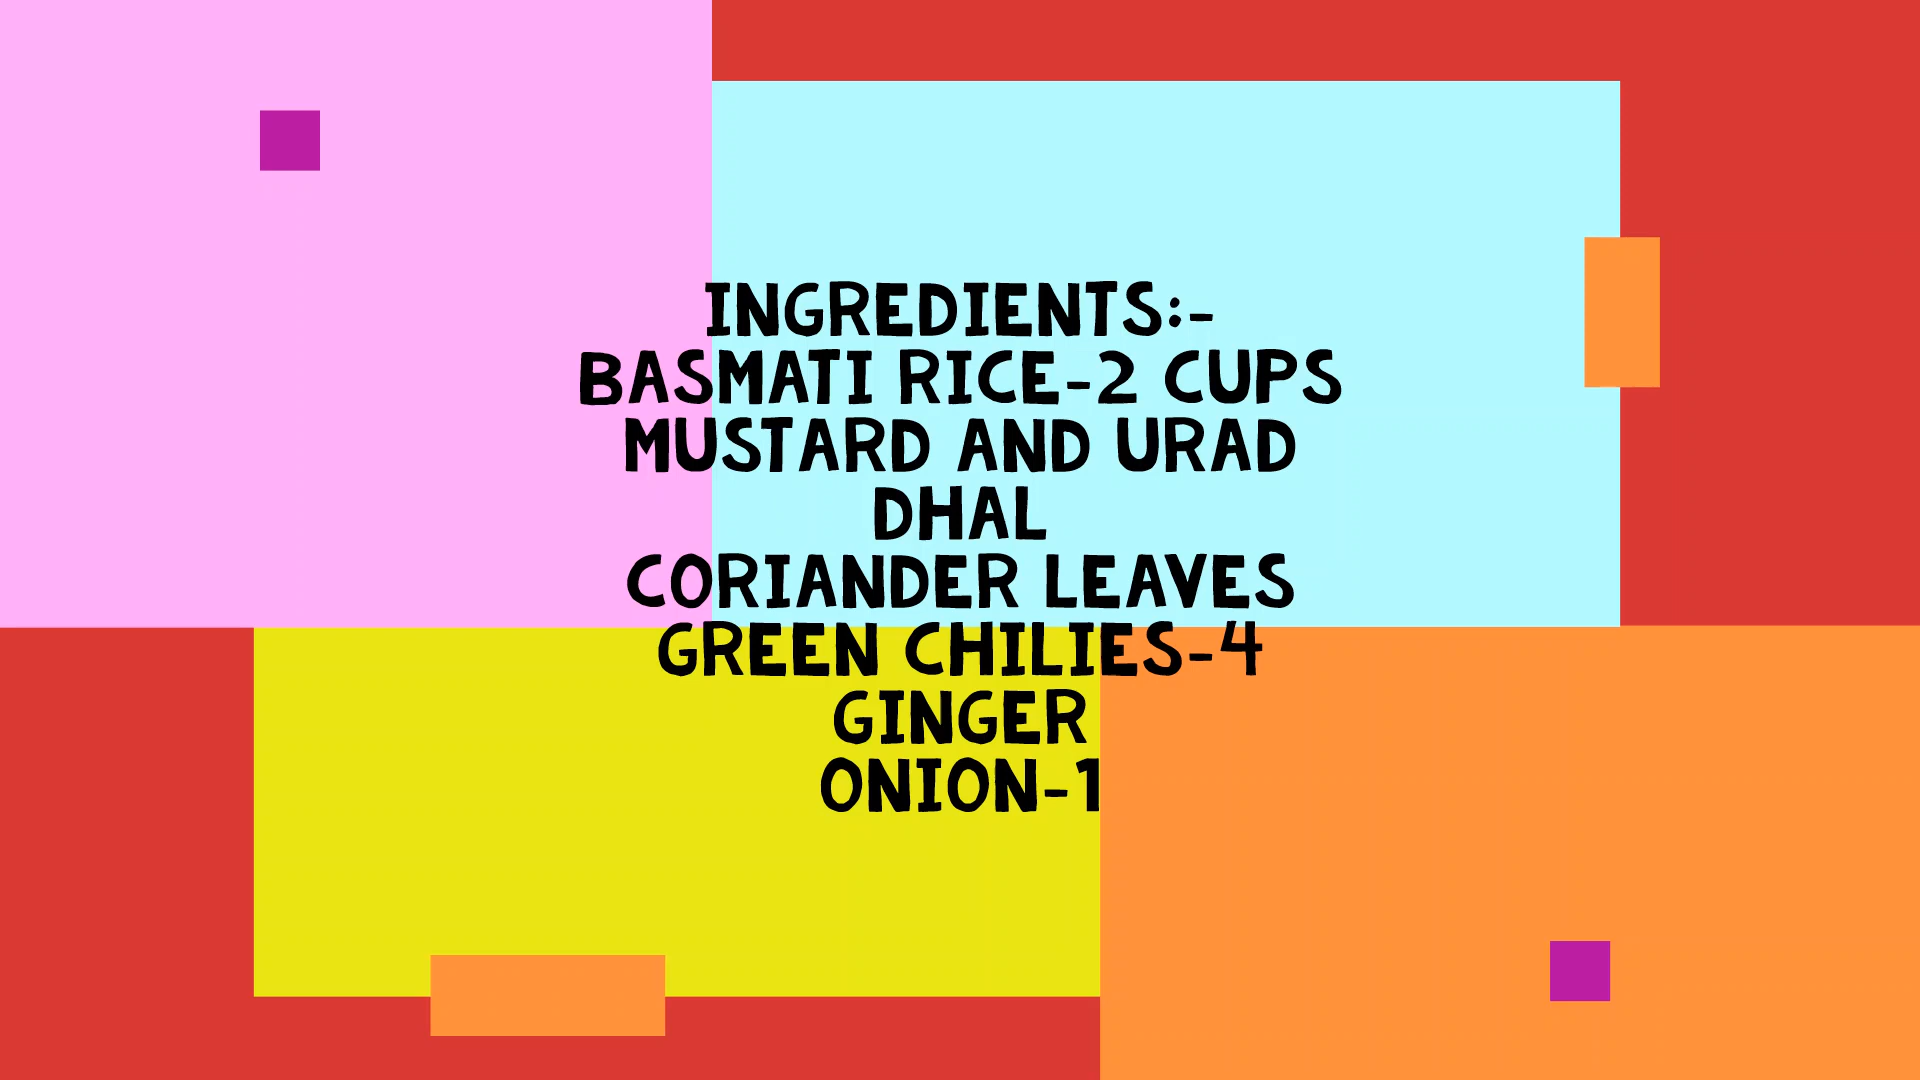 INGREDIENTS:-
BASMATI RICE-2 CUPS
MUSTARD AND URAD
DHAL
CORIANDER LEAVES
GREEN CHILIES-4
GINGER
ONION-1